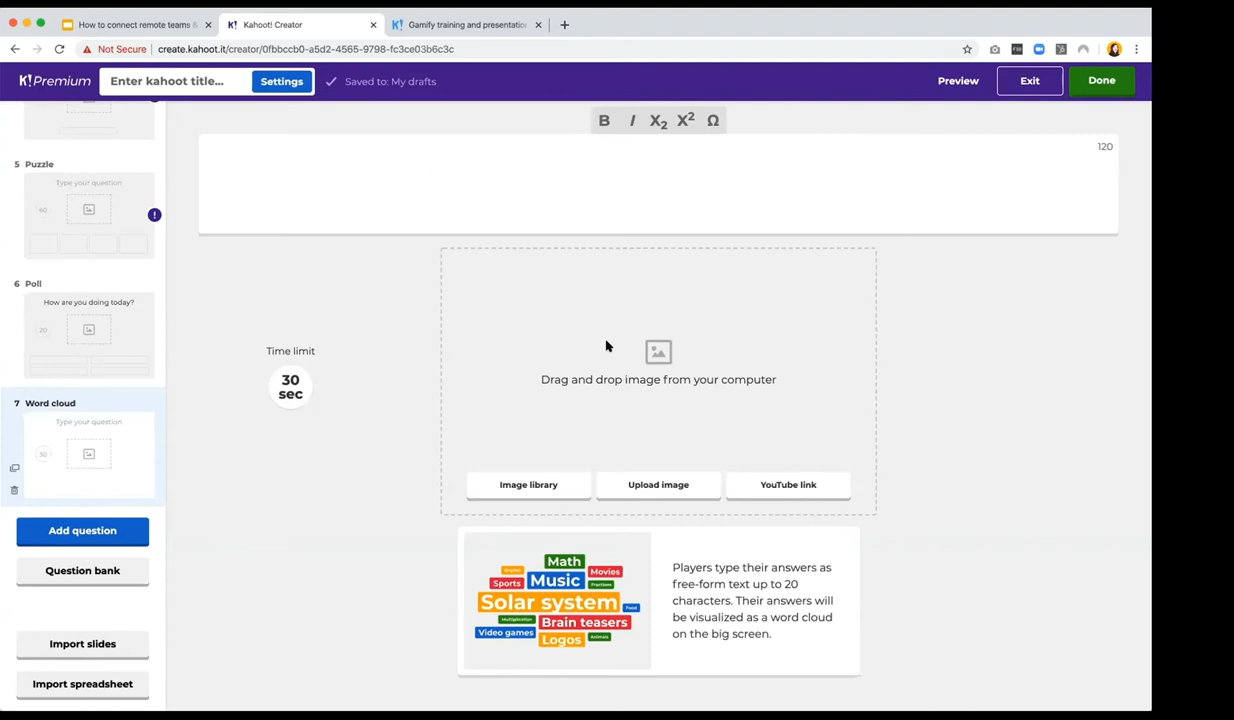 How to connect remote teams &
Kahoot! Creator
Gamify training and presentation
Not Secure
create.kahoot.it/creator/0fbbccb0-a5d2-4565-9798-fc3ce03b6c3c
K!Premium
Enter kahoot title...
Settings
Saved to: My drafts
Preview
Exit
Done
B I X2 X2 Ω
120
5 Puzzle
Type your question
60
!
6 Poll
How are you doing today?
20
7 Word cloud
Type your question
30
Add question
Question bank
Import slides
Import spreadsheet
Time limit
30
sec
Drag and drop image from your computer
Image library
Upload image
YouTube link
Math
English
Movies
Sports
Music
Fractions
Solar system
Food
Multiplication
Brain teasers
Video games
Logos
Animals
Players type their answers as
free-form text up to 20
characters. Their answers will
be visualized as a word cloud
on the big screen.